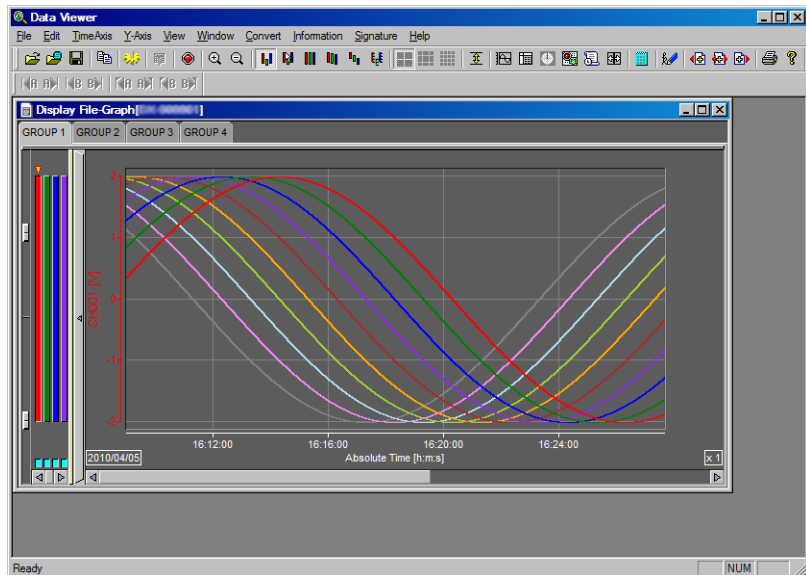 Data Viewer
File Edit TimeAxis Y-Axis View Window Convert Information Signature Help
Display File-Graph[ ]
GROUP 1 GROUP 2 GROUP 3 GROUP 4
2
1
0
-1
-2
CH001 [V]
16:12:00 16:16:00 16:20:00 16:24:00
2010/04/05 Absolute Time [h:m:s] x 1
Ready NUM